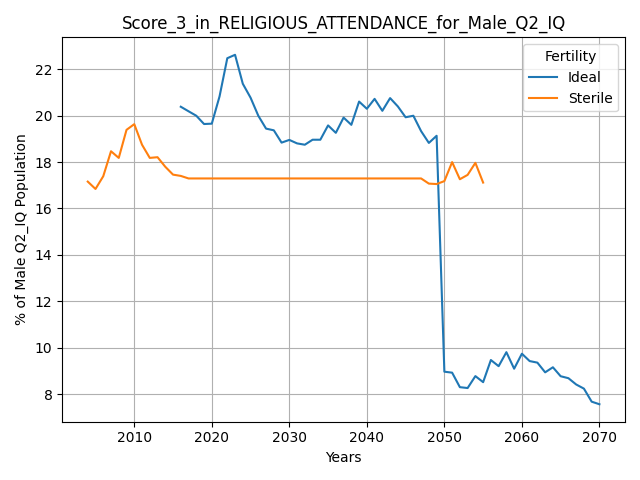 Score_3_in_RELIGIOUS_ATTENDANCE_for_Male_Q2_IQ
Fertility
Ideal
Sterile
% of Male Q2_IQ Population
22
20
18
16
14
12
10
8
2010 2020 2030 2040 2050 2060 2070
Years